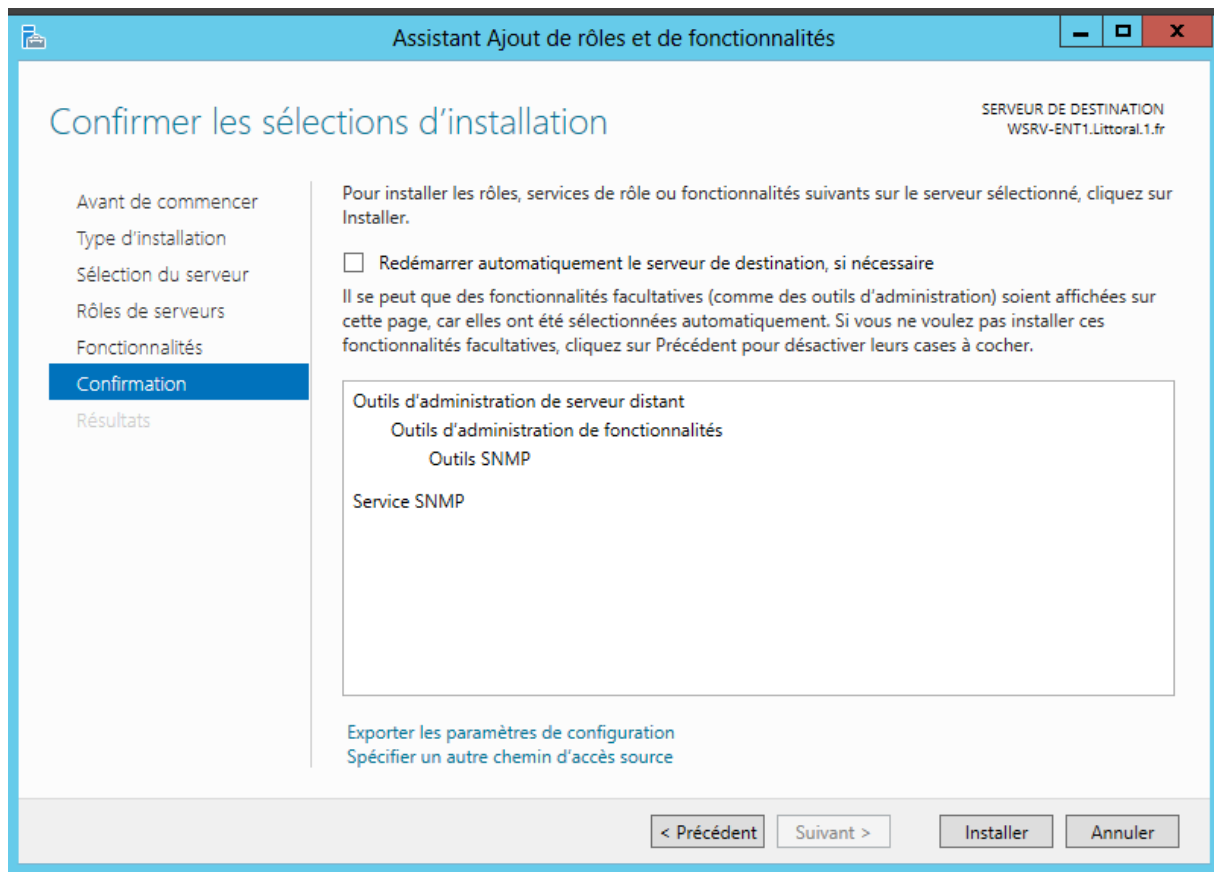 Assistant Ajout de rôles et de fonctionnalités
Confirmer les sélections d'installation
SERVEUR DE DESTINATION
WSRV-ENT1.Littoral.1.fr
Avant de commencer
Type d'installation
Sélection du serveur
Rôles de serveurs
Fonctionnalités
Confirmation
Résultats
Pour installer les rôles, services de rôle ou fonctionnalités suivants sur le serveur sélectionné, cliquez sur
Installer.
Redémarrer automatiquement le serveur de destination, si nécessaire
Il se peut que des fonctionnalités facultatives (comme des outils d'administration) soient affichées sur
cette page, car elles ont été sélectionnées automatiquement. Si vous ne voulez pas installer ces
fonctionnalités facultatives, cliquez sur Précédent pour désactiver leurs cases à cocher.
Outils d'administration de serveur distant
Outils d'administration de fonctionnalités
Outils SNMP
Service SNMP
Exporter les paramètres de configuration
Spécifier un autre chemin d'accès source
< Précédent Suivant > Installer Annuler